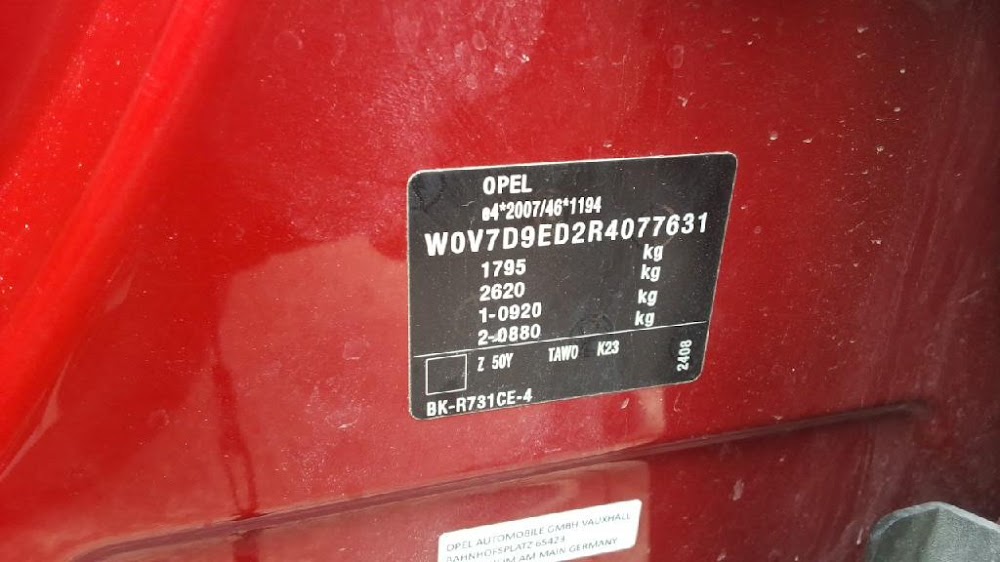 OPEL
e4*2007/46*1194
W0V7D9ED2R4077631
1795 kg
2620 kg
1-0920 kg
2-0880 kg
Z 50Y TAWO K23
2408
BK-R731CE-4
OPEL AUTOMOBILE GMBH VAUXHALL
BAHNHOFSPLATZ 65423
AM MAIN GERMANY